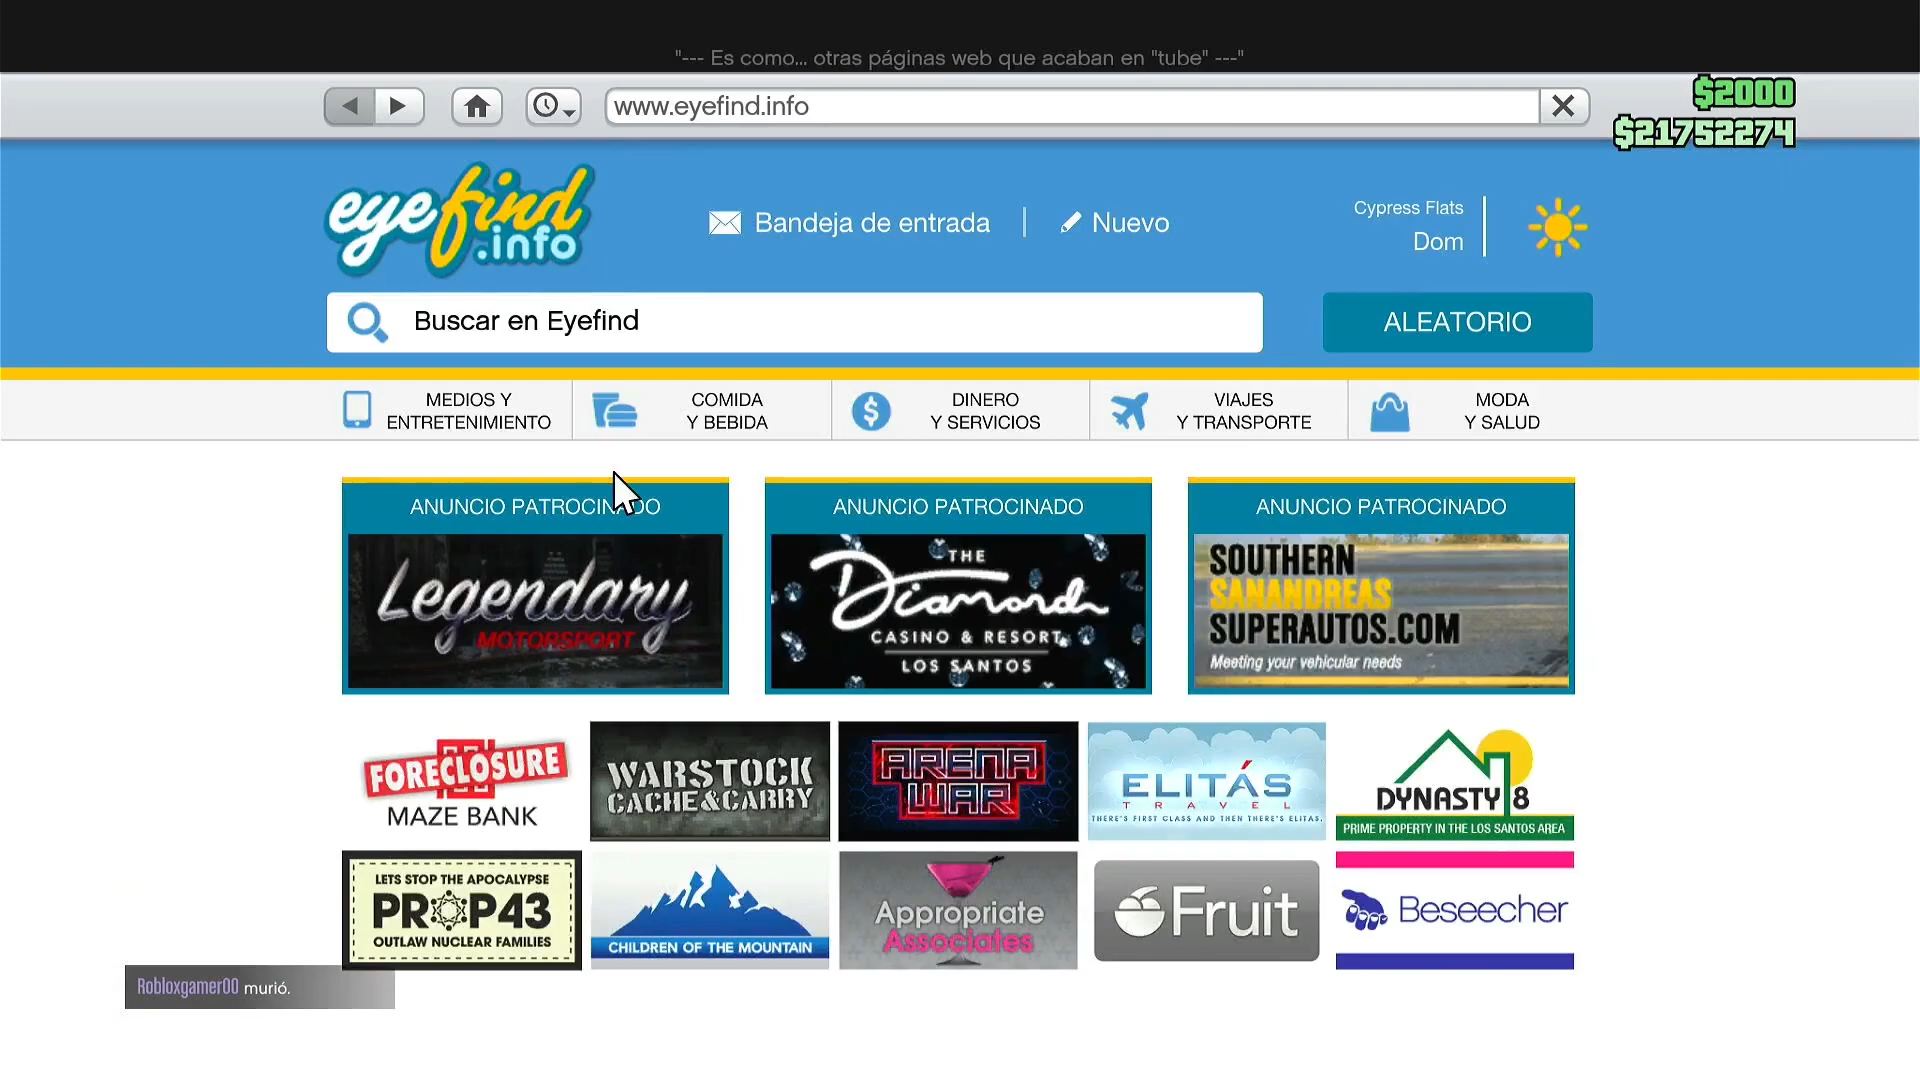 "--- Es como... otras páginas web que acaban en "tube" ---"
www.eyefind.info
$2000
$21752274
eyefind
.info
Bandeja de entrada
Nuevo
Cypress Flats
Dom
Buscar en Eyefind
ALEATORIO
MEDIOS Y
ENTRETENIMIENTO
COMIDA
Y BEBIDA
DINERO
Y SERVICIOS
VIAJES
Y TRANSPORTE
MODA
Y SALUD
ANUNCIO PATROCINADO
Legendary
MOTORSPORT
ANUNCIO PATROCINADO
THE
Diamond
CASINO & RESORT
LOS SANTOS
ANUNCIO PATROCINADO
SOUTHERN
SANANDREAS
SUPERAUTOS.COM
Meeting your vehicular needs
FORECLOSURE
MAZE BANK
WARSTOCK
CACHE&CARRY
ARENA
WAR
ELITÁS
TRAVEL
THERE'S FIRST CLASS AND THEN THERE'S ELITAS.
DYNASTY 8
PRIME PROPERTY IN THE LOS SANTOS AREA
LETS STOP THE APOCALYPSE
PROP43
OUTLAW NUCLEAR FAMILIES
CHILDREN OF THE MOUNTAIN
Appropriate
Associates
Fruit
Beseecher
Robloxgamer00 murió.